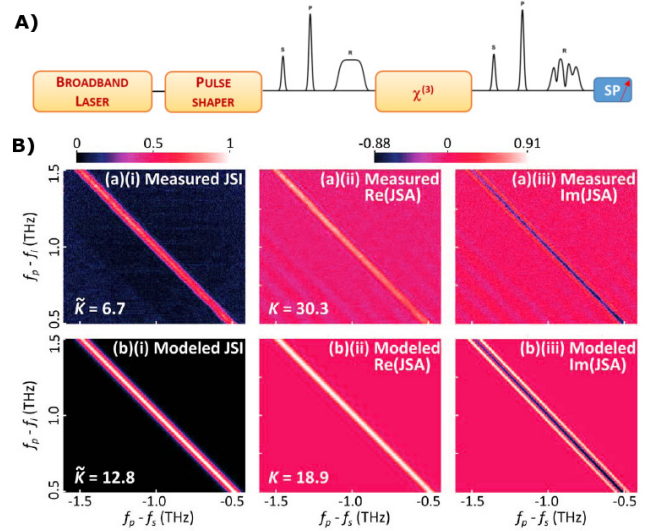 A)
S
P
R
S
P
R
BROADBAND
LASER
PULSE
SHAPER
χ(3)
SP
B)
0
0.5
1
-0.88
0
0.91
(a)(i) Measured JSI
(a)(ii) Measured
Re(JSA)
(a)(iii) Measured
Im(JSA)
1.5
1.0
0.5
fp - fi (THz)
K̃ = 6.7
K = 30.3
(b)(i) Modeled JSI
(b)(ii) Modeled
Re(JSA)
(b)(iii) Modeled
Im(JSA)
1.5
1.0
0.5
fp - fi (THz)
K̃ = 12.8
K = 18.9
-1.5
-1.0
-0.5
-1.5
-1.0
-0.5
-1.5
-1.0
-0.5
fp - fs (THz)
fp - fs (THz)
fp - fs (THz)